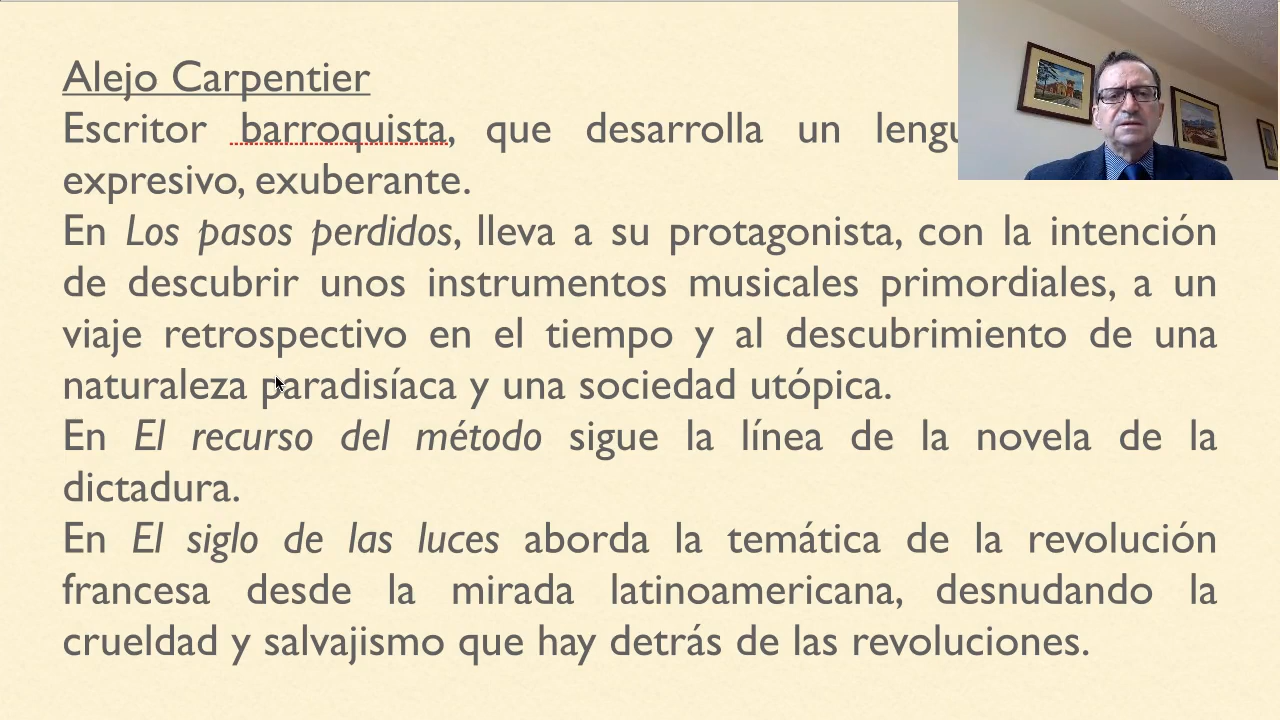 Alejo Carpentier
Escritor barroquista, que desarrolla un
expresivo, exuberante.
En Los pasos perdidos, lleva a su protagonista, con la intención
de descubrir unos instrumentos musicales primordiales, a un
viaje retrospectivo en el tiempo y al descubrimiento de una
naturaleza paradisíaca y una sociedad utópica.
En El recurso del método sigue la línea de la novela de la
dictadura.
En El siglo de las luces aborda la temática de la revolución
francesa desde la mirada latinoamericana, desnudando la
crueldad y salvajismo que hay detrás de las revoluciones.